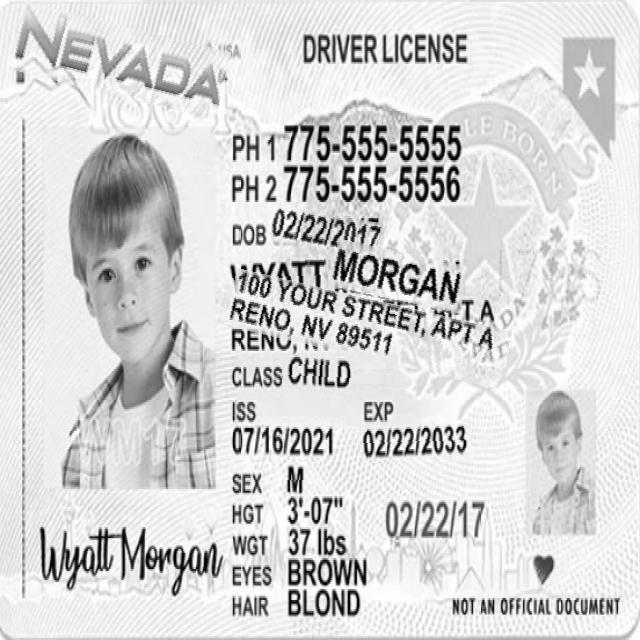 NEVADA
USA
DRIVER LICENSE
PH 1 775-555-5555
PH 2 775-555-5556
DOB 02/22/2017
WYATT MORGAN
100 YOUR STREET, APT A
RENO, NV 89511
RENO,
CLASS CHILD
ISS EXP
07/16/2021 02/22/2033
SEX M
HGT 3'-07"
WGT 37 lbs
EYES BROWN
HAIR BLOND
02/22/17
WM17
Wyatt Morgan
NOT AN OFFICIAL DOCUMENT